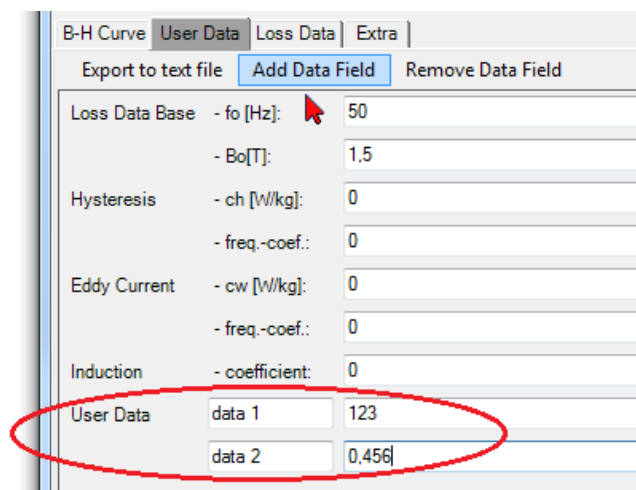 B-H Curve User Data Loss Data Extra
Export to text file Add Data Field Remove Data Field
Loss Data Base - fo [Hz]: 50
- Bo[T]: 1,5
Hysteresis - ch [W/kg]: 0
- freq.-coef.: 0
Eddy Current - cw [W/kg]: 0
- freq.-coef.: 0
Induction - coefficient: 0
User Data data 1 123
data 2 0,456